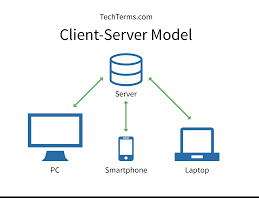 TechTerms.com
Client-Server Model
Server
PC
Smartphone
Laptop